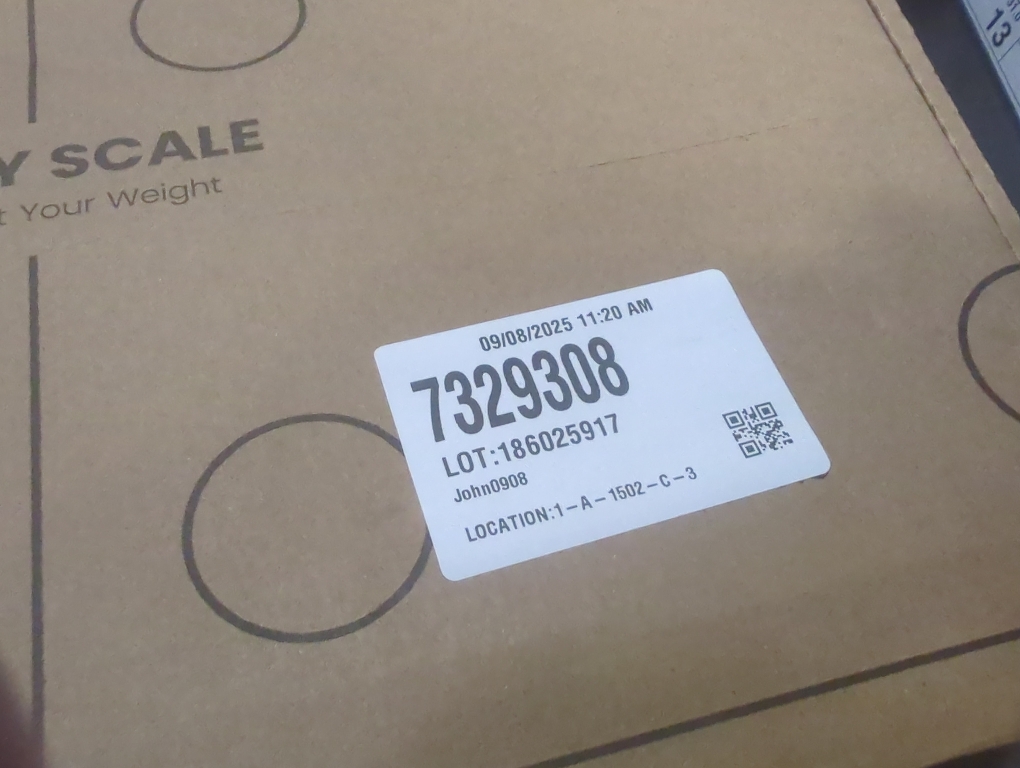 Y SCALE
t Your Weight
09/08/2025 11:20 AM
7329308
LOT:186025917
John0908
LOCATION:1-A-1502-C-3
13